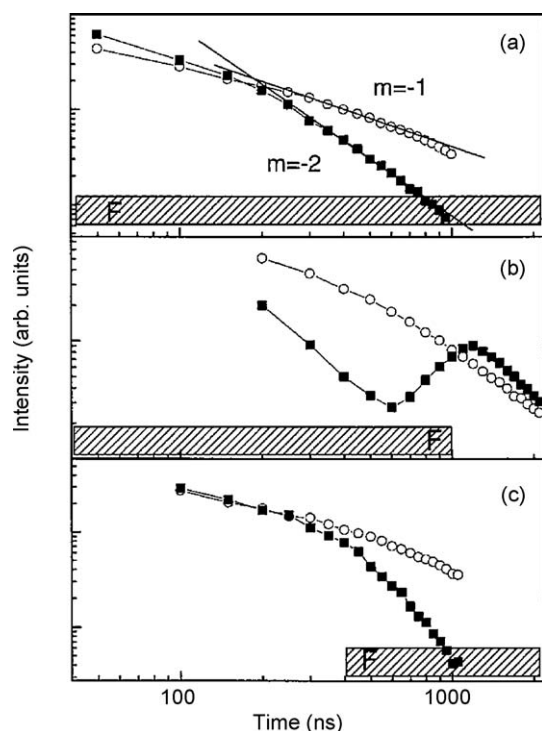 (a)
m=-1
m=-2
F
(b)
F
(c)
F
Intensity (arb. units)
100 1000
Time (ns)